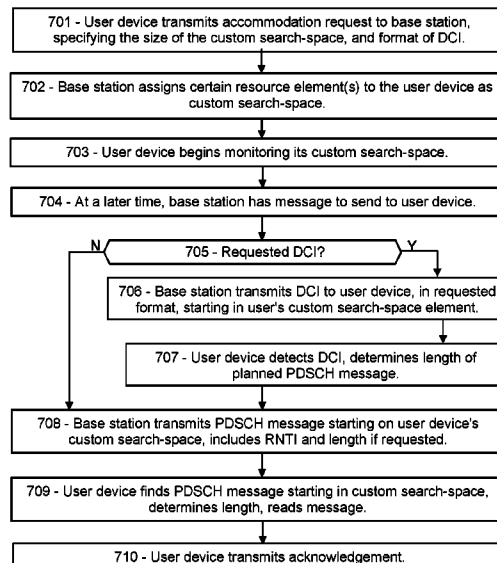 701 - User device transmits accommodation request to base station,
specifying the size of the custom search-space, and format of DCI.
702 - Base station assigns certain resource element(s) to the user device as
custom search-space.
703 - User device begins monitoring its custom search-space.
704 - At a later time, base station has message to send to user device.
N
705 - Requested DCI?
Y
706 - Base station transmits DCI to user device, in requested
format, starting in user's custom search-space element.
707 - User device detects DCI, determines length of
planned PDSCH message.
708 - Base station transmits PDSCH message starting on user device's
custom search-space, includes RNTI and length if requested.
709 - User device finds PDSCH message starting in custom search-space,
determines length, reads message.
710 - User device transmits acknowledgement.